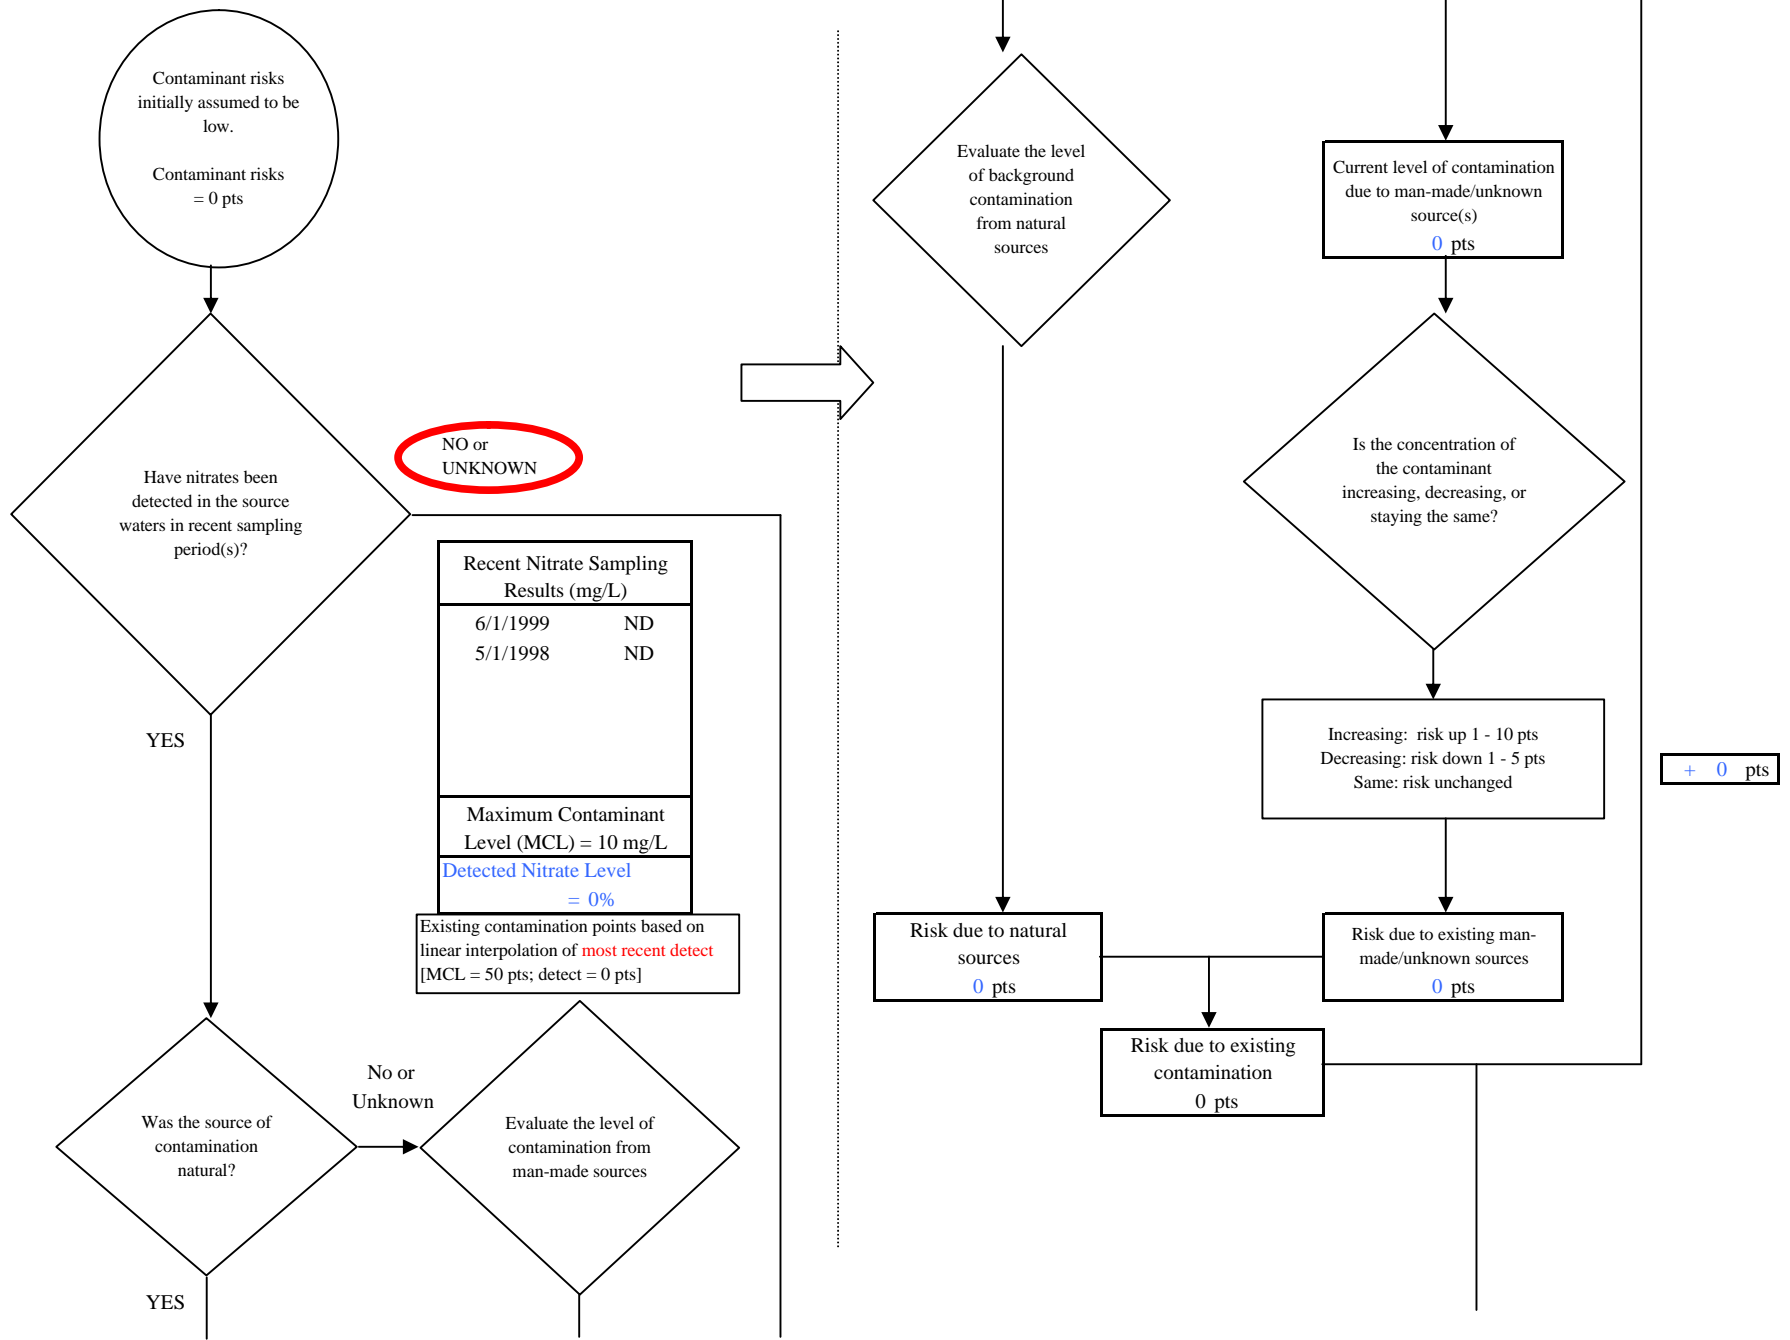 Contaminant risks
initially assumed to be
low.
Contaminant risks
= 0 pts
Have nitrates been
detected in the source
waters in recent sampling
period(s)?
NO or
UNKNOWN
YES
Recent Nitrate Sampling
Results (mg/L)
6/1/1999 ND
5/1/1998 ND
Maximum Contaminant
Level (MCL) = 10 mg/L
Detected Nitrate Level
= 0%
Existing contamination points based on
linear interpolation of most recent detect
[MCL = 50 pts; detect = 0 pts]
Was the source of
contamination
natural?
No or
Unknown
Evaluate the level of
contamination from
man-made sources
YES
Evaluate the level
of background
contamination
from natural
sources
Current level of contamination
due to man-made/unknown
source(s)
0 pts
Is the concentration of
the contaminant
increasing, decreasing, or
staying the same?
Increasing: risk up 1 - 10 pts
Decreasing: risk down 1 - 5 pts
Same: risk unchanged
+ 0 pts
Risk due to natural
sources
0 pts
Risk due to existing man-
made/unknown sources
0 pts
Risk due to existing
contamination
0 pts